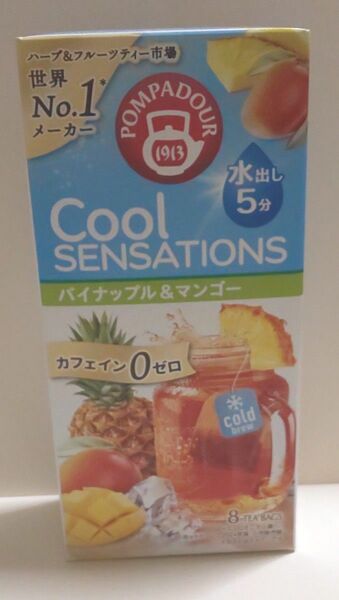 ハーブ&フルーツティー市場
世界
No.1*
メーカー
POMPADOUR
1913
水出し
5分
Cool
SENSATIONS
パイナップル&マンゴー
カフェイン0ゼロ
cold
brew
8 TEA BAGS